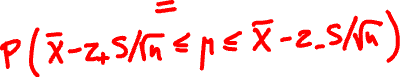 =
P(X̄-z₊S/√n ≤ μ ≤ X̄-z₋S/√n)